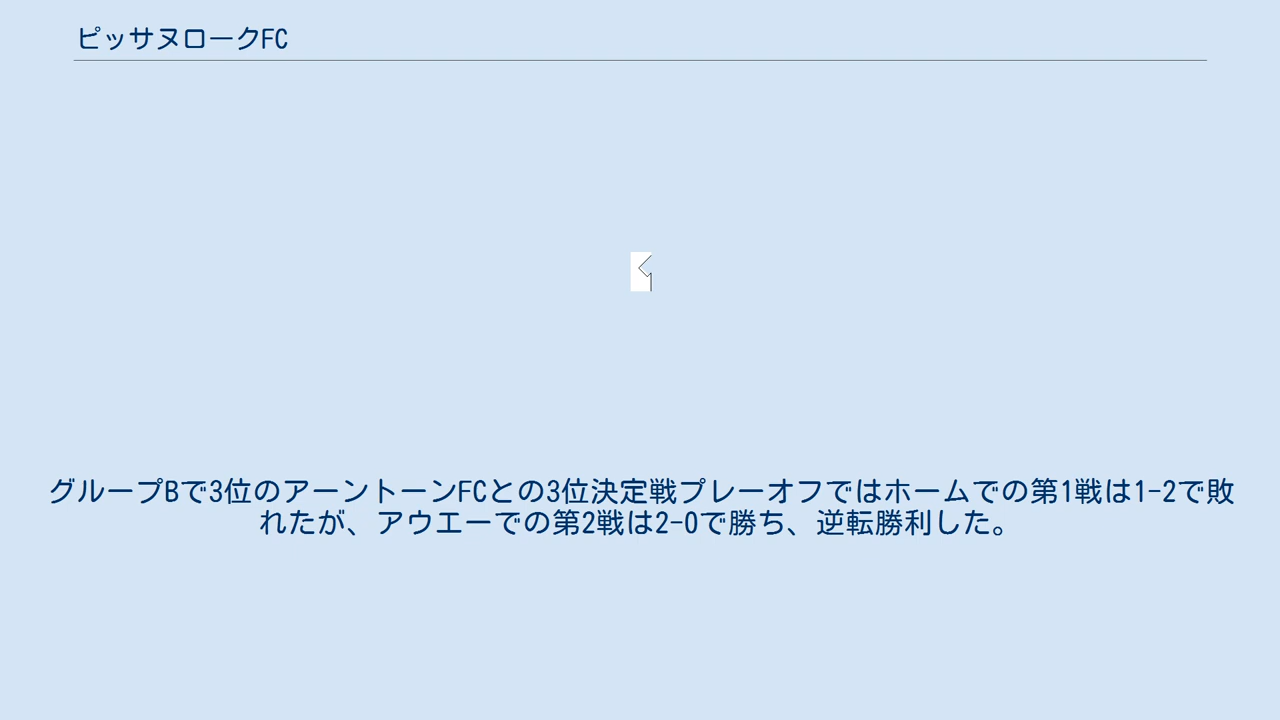 ピッサヌロークFC
グループBで3位のアーントーンFCとの3位決定戦プレーオフではホームでの第1戦は1-2で敗
れたが、アウエーでの第2戦は2-0で勝ち、逆転勝利した。